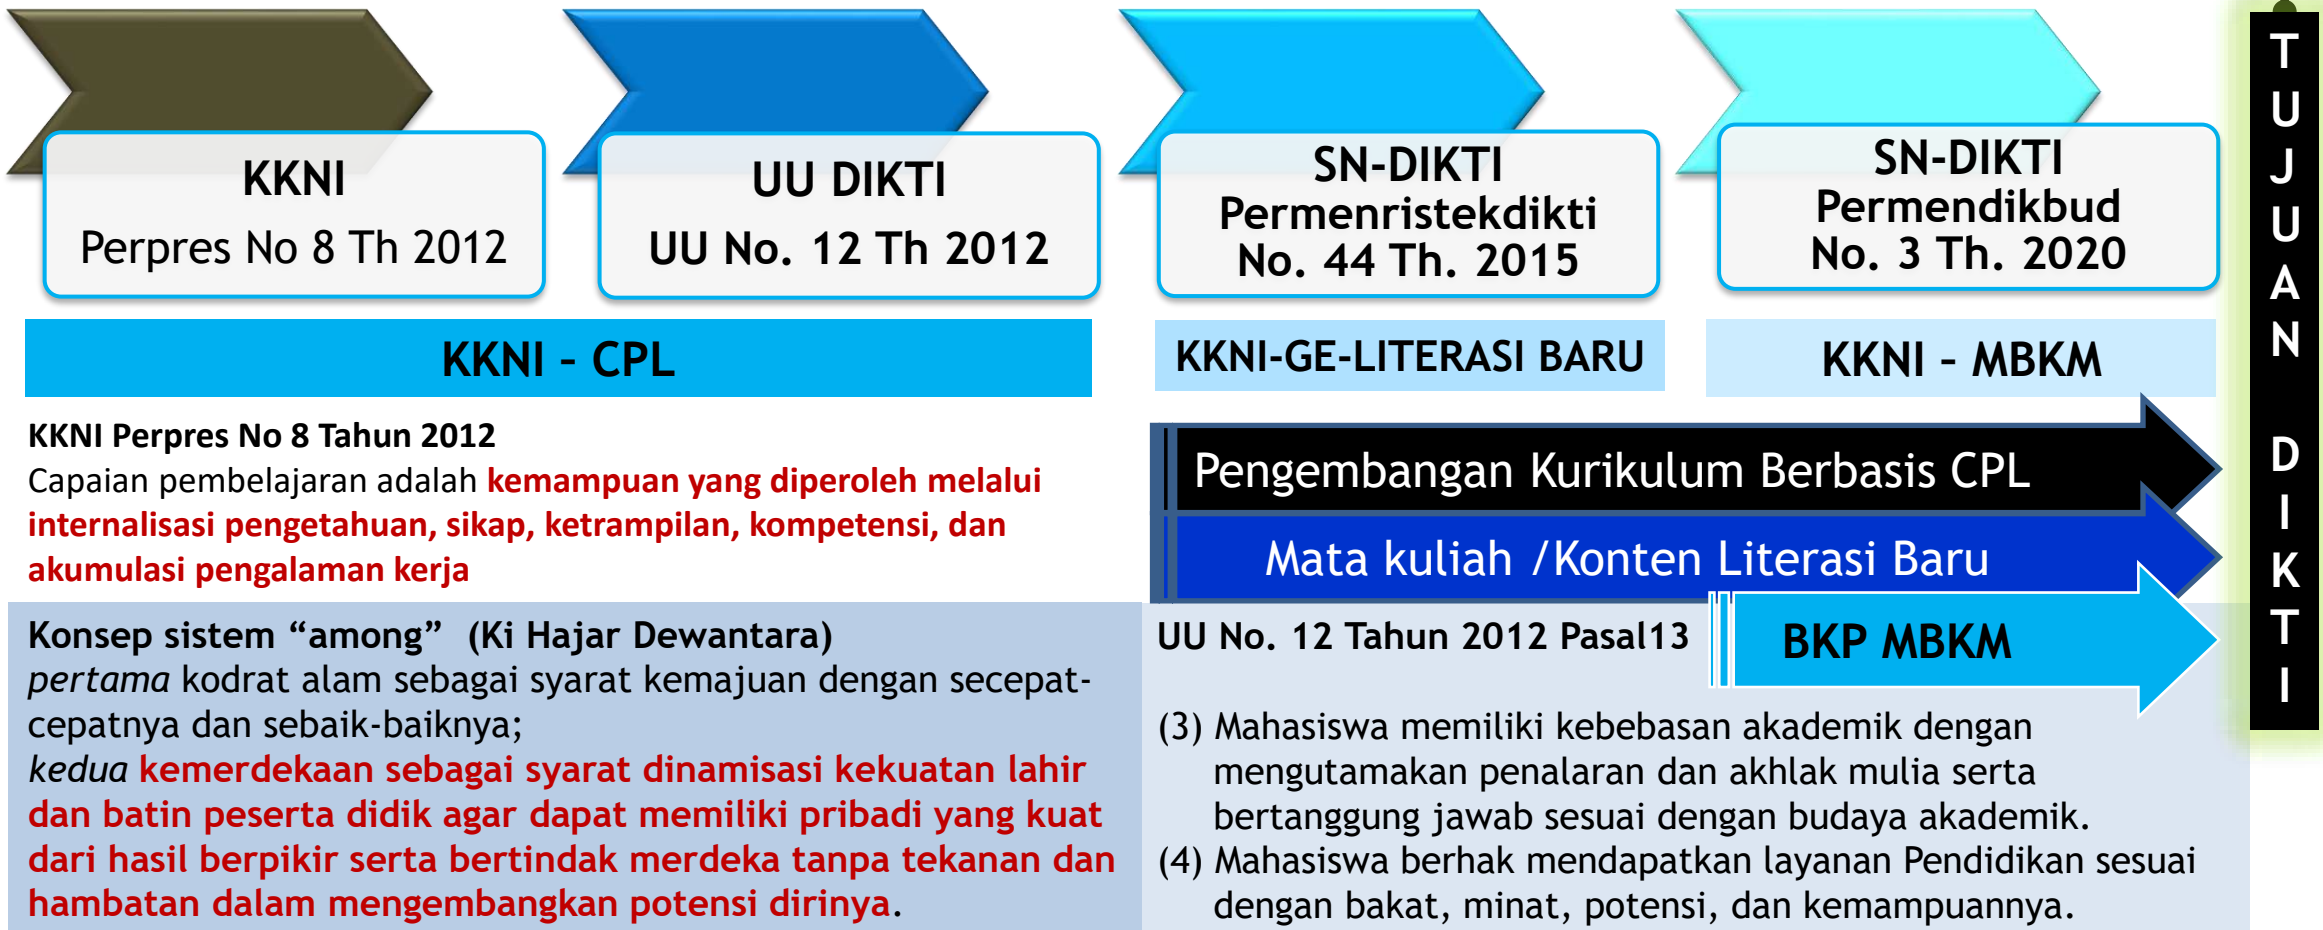 KKNI
Perpres No 8 Th 2012
UU DIKTI
UU No. 12 Th 2012
SN-DIKTI
Permenristekdikti
No. 44 Th. 2015
SN-DIKTI
Permendikbud
No. 3 Th. 2020
KKNI – CPL
KKNI-GE-LITERASI BARU
KKNI – MBKM
KKNI Perpres No 8 Tahun 2012
Capaian pembelajaran adalah kemampuan yang diperoleh melalui
internalisasi pengetahuan, sikap, ketrampilan, kompetensi, dan
akumulasi pengalaman kerja
Pengembangan Kurikulum Berbasis CPL
Mata kuliah /Konten Literasi Baru
BKP MBKM
Konsep sistem “among” (Ki Hajar Dewantara)
pertama kodrat alam sebagai syarat kemajuan dengan secepat-
cepatnya dan sebaik-baiknya;
kedua kemerdekaan sebagai syarat dinamisasi kekuatan lahir
dan batin peserta didik agar dapat memiliki pribadi yang kuat
dari hasil berpikir serta bertindak merdeka tanpa tekanan dan
hambatan dalam mengembangkan potensi dirinya.
UU No. 12 Tahun 2012 Pasal13
(3) Mahasiswa memiliki kebebasan akademik dengan
mengutamakan penalaran dan akhlak mulia serta
bertanggung jawab sesuai dengan budaya akademik.
(4) Mahasiswa berhak mendapatkan layanan Pendidikan sesuai
dengan bakat, minat, potensi, dan kemampuannya.
TUJUAN DIKTI